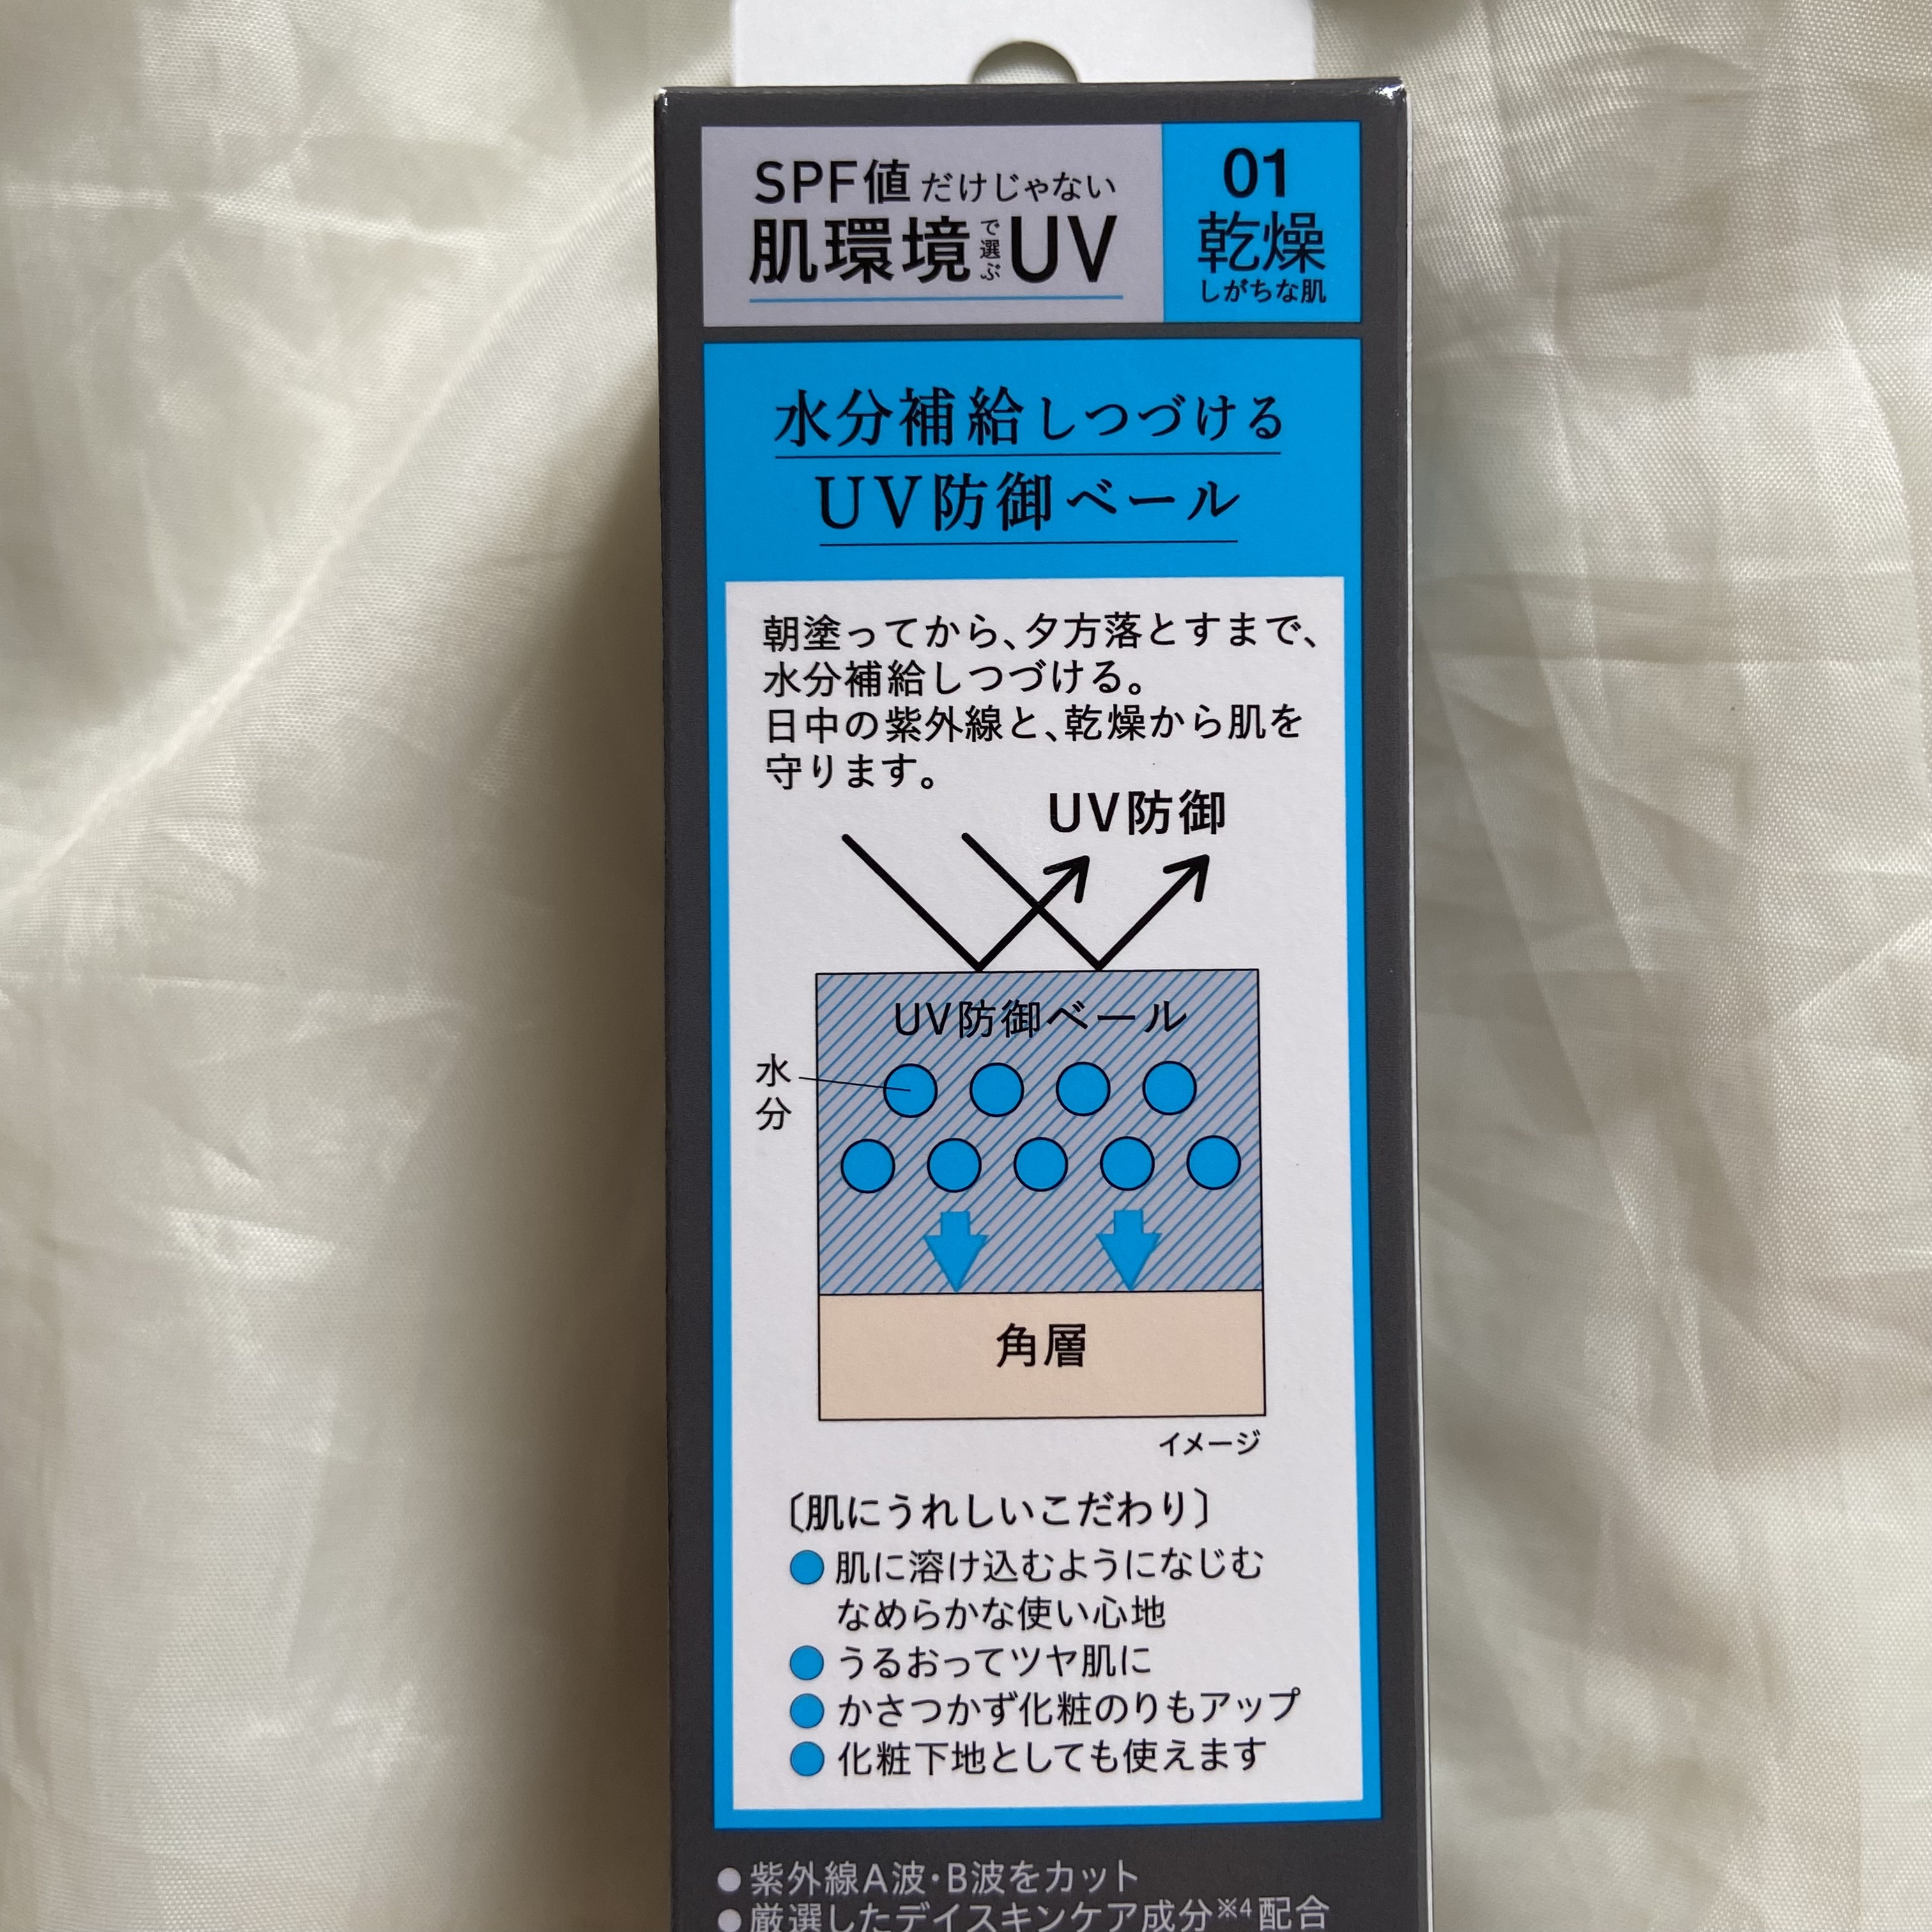 SPF値だけじゃない
肌環境で選ぶUV
01
乾燥
しがちな肌
水分補給しつづける
UV防御ベール
朝塗ってから、夕方落とすまで、
水分補給しつづける。
日中の紫外線と、乾燥から肌を
守ります。
UV防御
UV防御ベール
水分
角層
イメージ
〔肌にうれしいこだわり〕
●肌に溶け込むようになじむ
なめらかな使い心地
●うるおってツヤ肌に
●かさつかず化粧のりもアップ
●化粧下地としても使えます
●紫外線A波・B波をカット
●厳選したデイスキンケア成分※4配合